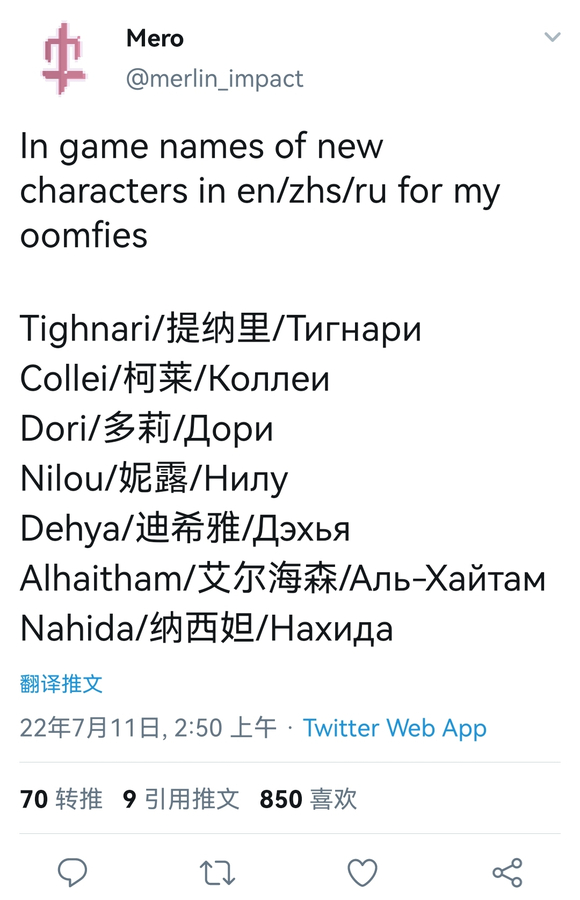 Mero
@merlin_impact
In game names of new
characters in en/zhs/ru for my
oomfies
Tighnari/提纳里/Тигнари
Collei/柯莱/Коллеи
Dori/多莉/Дори
Nilou/妮露/Нилу
Dehya/迪希雅/Дэхья
Alhaitham/艾尔海森/Аль-Хайтам
Nahida/纳西妲/Нахида
翻译推文
22年7月11日, 2:50 上午 · Twitter Web App
70 转推 9 引用推文 850 喜欢